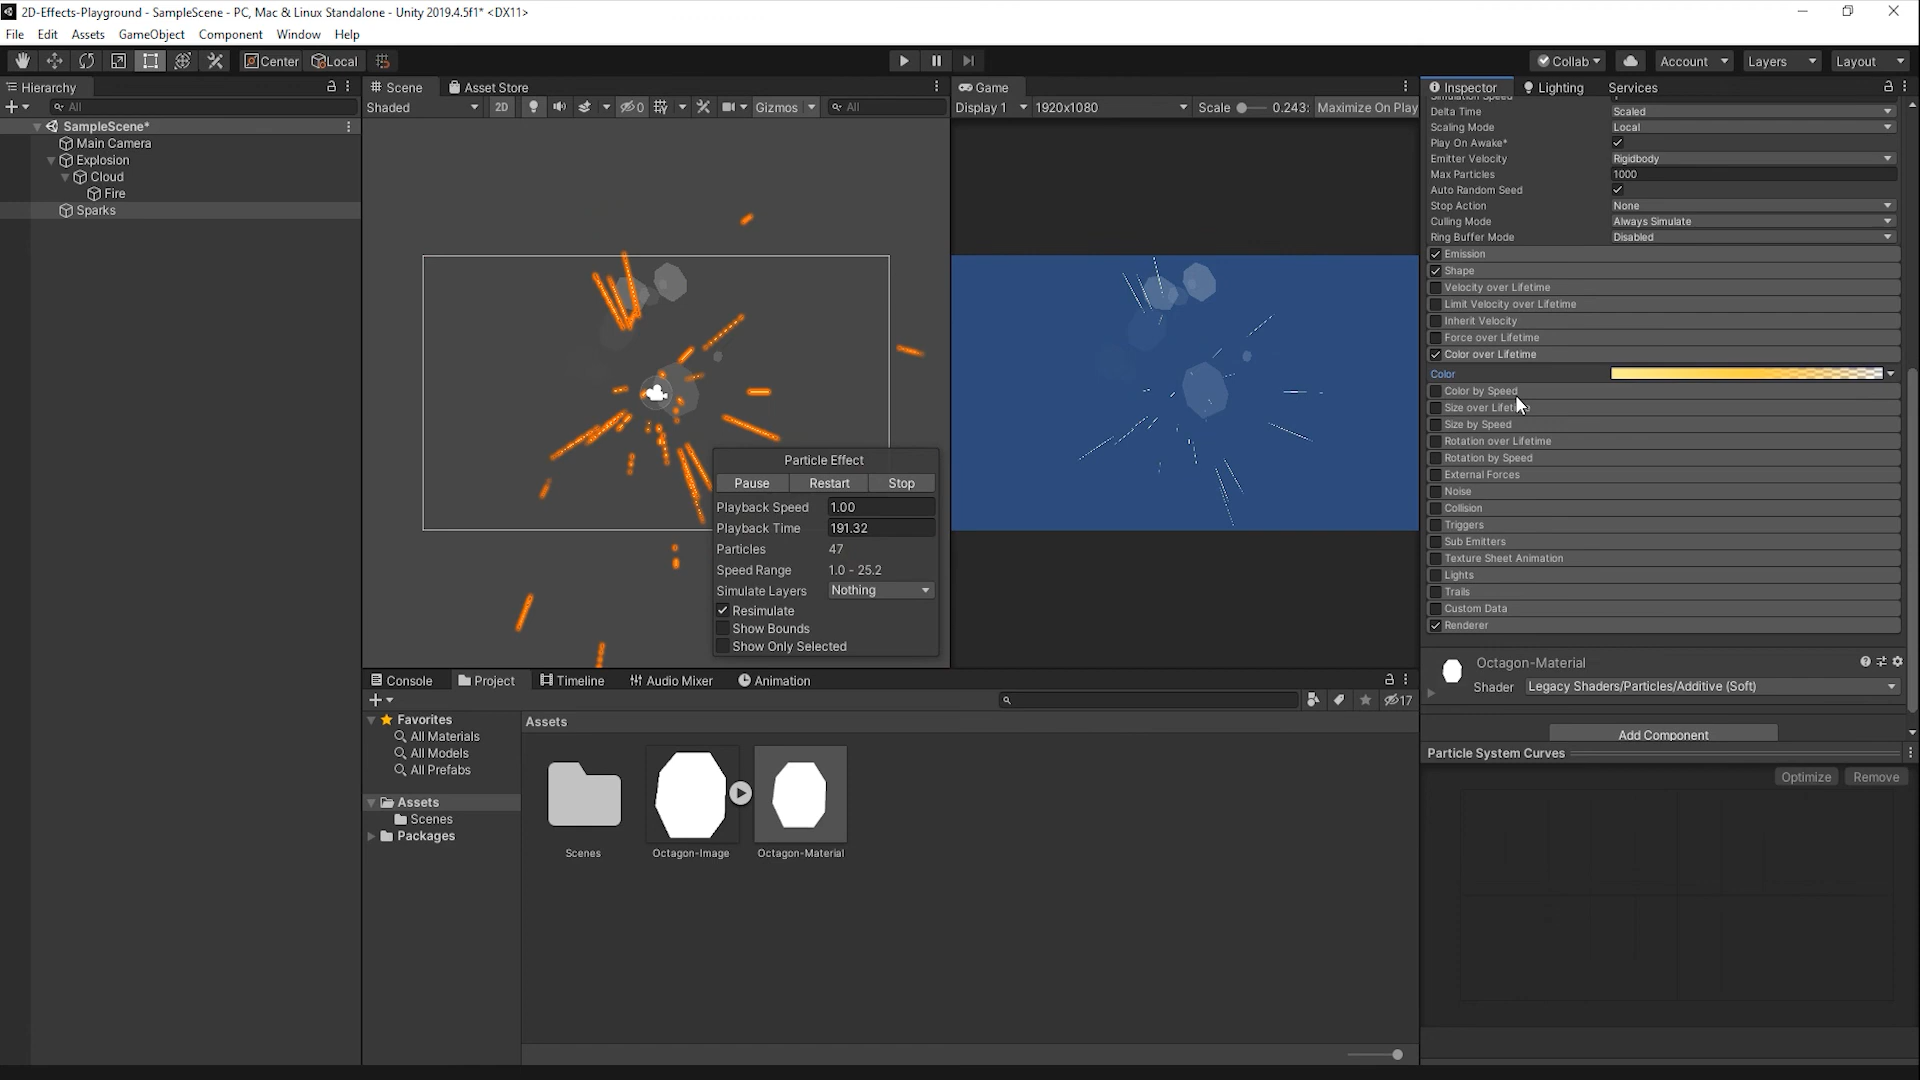 2D-Effects-Playground - SampleScene - PC, Mac & Linux Standalone - Unity 2019.4.5f1* <DX11>
File Edit Assets GameObject Component Window Help
Center Local Collab Account Layers Layout
Hierarchy
All
SampleScene*
Main Camera
Explosion
Cloud
Fire
Sparks
Scene Asset Store
Shaded 2D 0 Gizmos All
Particle Effect
Pause Restart Stop
Playback Speed 1.00
Playback Time 191.32
Particles 47
Speed Range 1.0 - 25.2
Simulate Layers Nothing
Resimulate
Show Bounds
Show Only Selected
Game
Display 1 1920x1080 Scale 0.243: Maximize On Play
Inspector Lighting Services
Simulation Speed
Delta Time Scaled
Scaling Mode Local
Play On Awake*
Emitter Velocity Rigidbody
Max Particles 1000
Auto Random Seed
Stop Action None
Culling Mode Always Simulate
Ring Buffer Mode Disabled
Emission
Shape
Velocity over Lifetime
Limit Velocity over Lifetime
Inherit Velocity
Force over Lifetime
Color over Lifetime
Color
Color by Speed
Size over Lifetime
Size by Speed
Rotation over Lifetime
Rotation by Speed
External Forces
Noise
Collision
Triggers
Sub Emitters
Texture Sheet Animation
Lights
Trails
Custom Data
Renderer
Octagon-Material
Shader Legacy Shaders/Particles/Additive (Soft)
Add Component
Particle System Curves
Optimize Remove
Console Project Timeline Audio Mixer Animation
17
Favorites
All Materials
All Models
All Prefabs
Assets
Scenes
Packages
Assets
Scenes Octagon-Image Octagon-Material